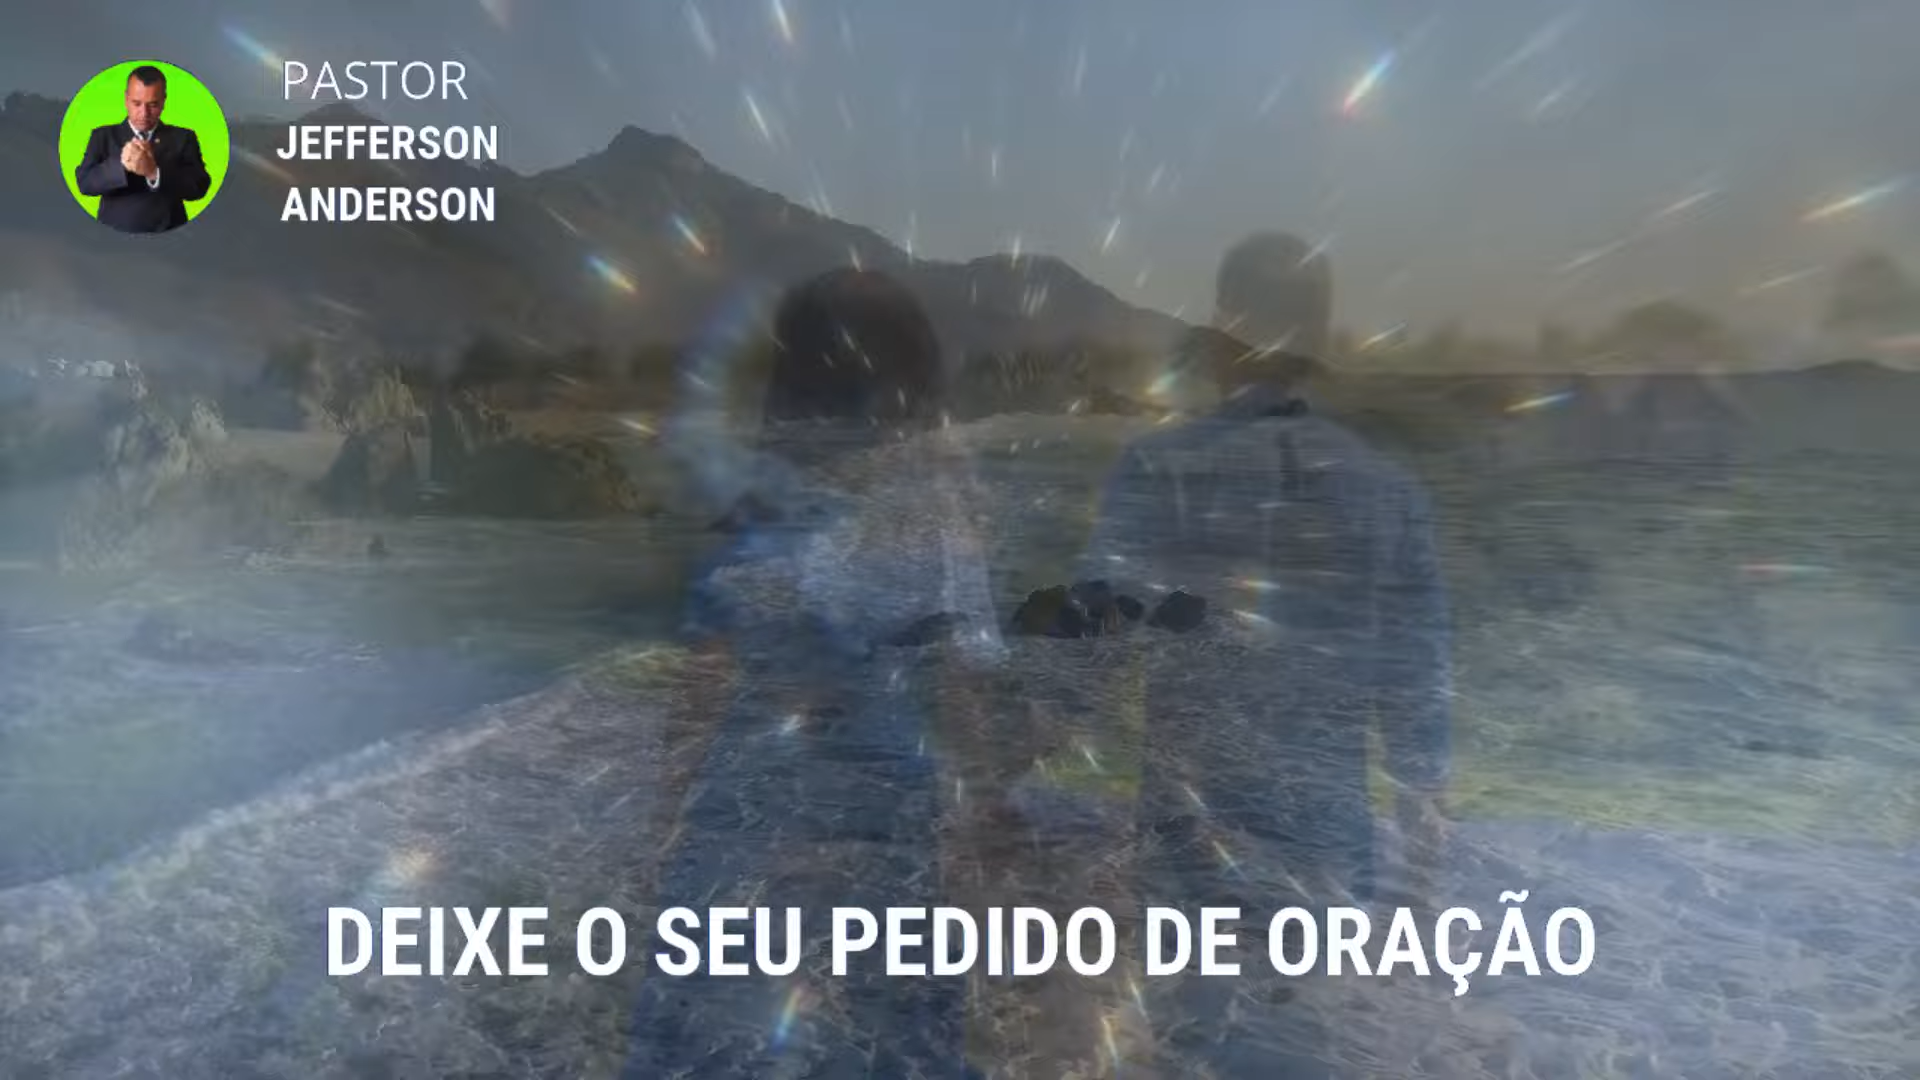 PASTOR
JEFFERSON
ANDERSON
DEIXE O SEU PEDIDO DE ORAÇÃO